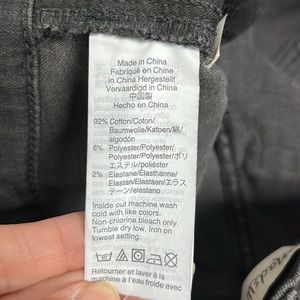 Made in China
Fabriqué en Chine
in China Hergestellt
Vervaardigd in China
中国製
Hecho en China
92% Cotton/Coton/
Baumwolle/Katoen/綿/
algodón
6% Polyester/Polyester/
Polyester/Polyester/ポリ
エステル/poliéster
2% Elastane/Élasthanne/
Elastan/Elastaan/エラス
テーン/elastano
Inside out machine wash
cold with like colors.
Non-chlorine bleach only.
Tumble dry low. Iron on
lowest setting.
Retourner et laver à la
machine à l'eau froide avec